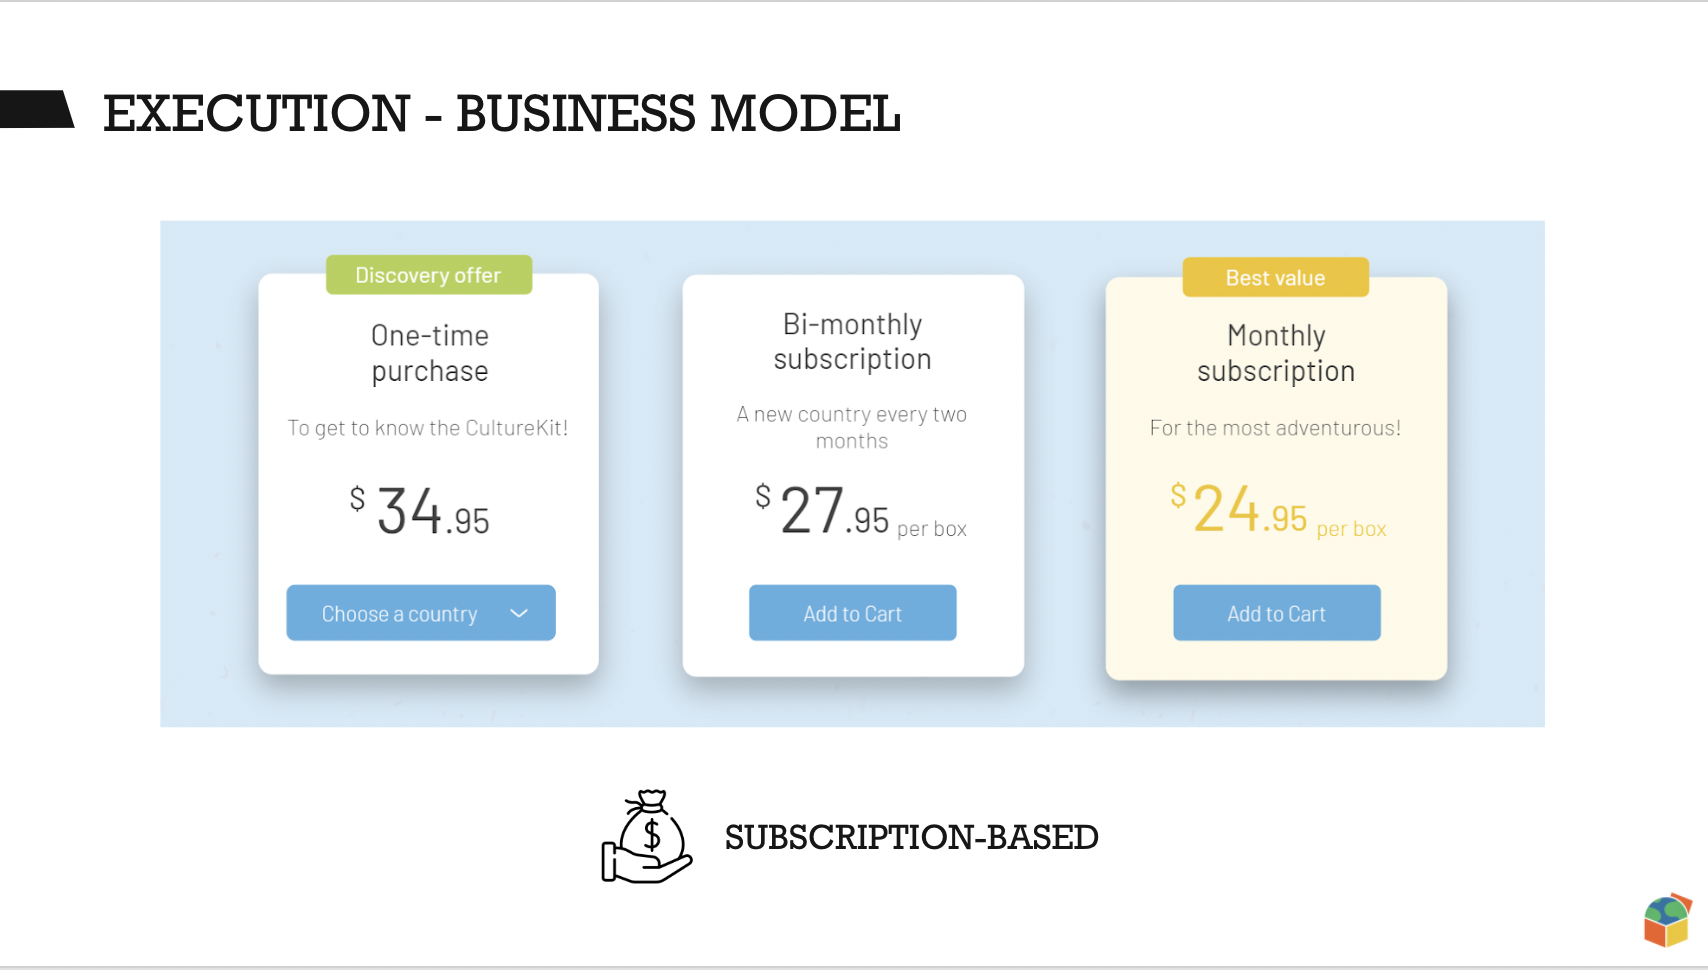 EXECUTION - BUSINESS MODEL
Discovery offer
One-time
purchase
To get to know the CultureKit!
$ 34.95
Choose a country
Bi-monthly
subscription
A new country every two
months
$ 27.95 per box
Add to Cart
Best value
Monthly
subscription
For the most adventurous!
$ 24.95 per box
Add to Cart
$
SUBSCRIPTION-BASED